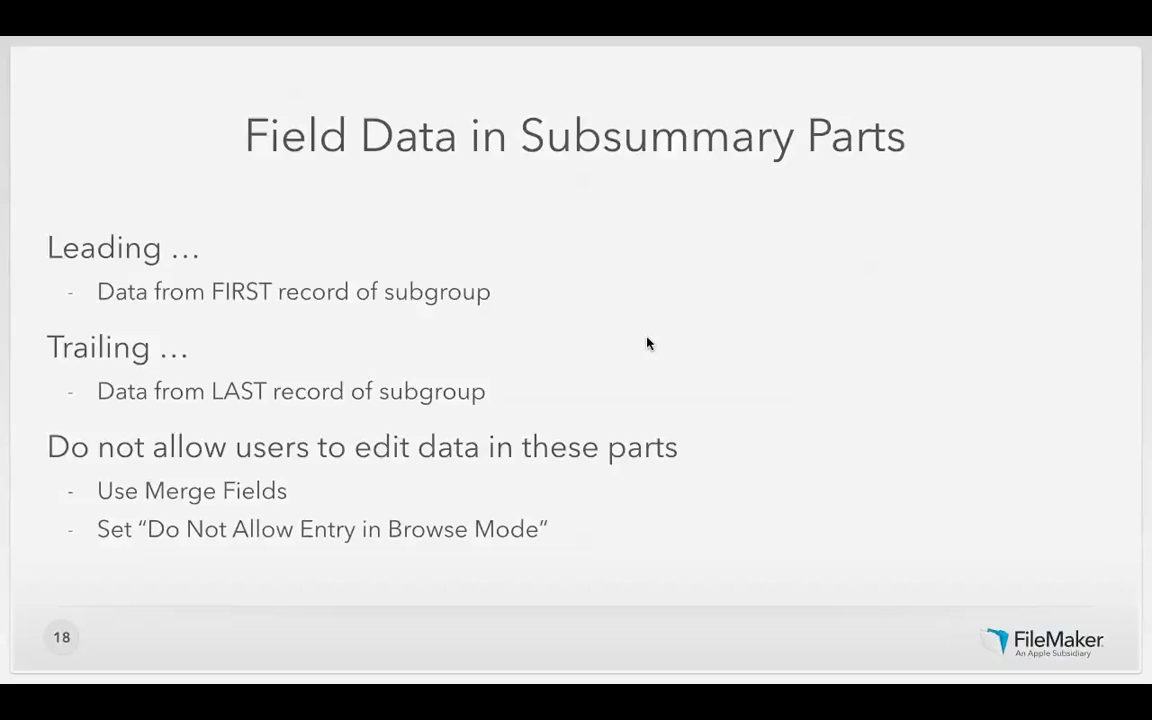 Field Data in Subsummary Parts
Leading …
- Data from FIRST record of subgroup
Trailing …
- Data from LAST record of subgroup
Do not allow users to edit data in these parts
- Use Merge Fields
- Set “Do Not Allow Entry in Browse Mode”
18
FileMaker
An Apple Subsidiary